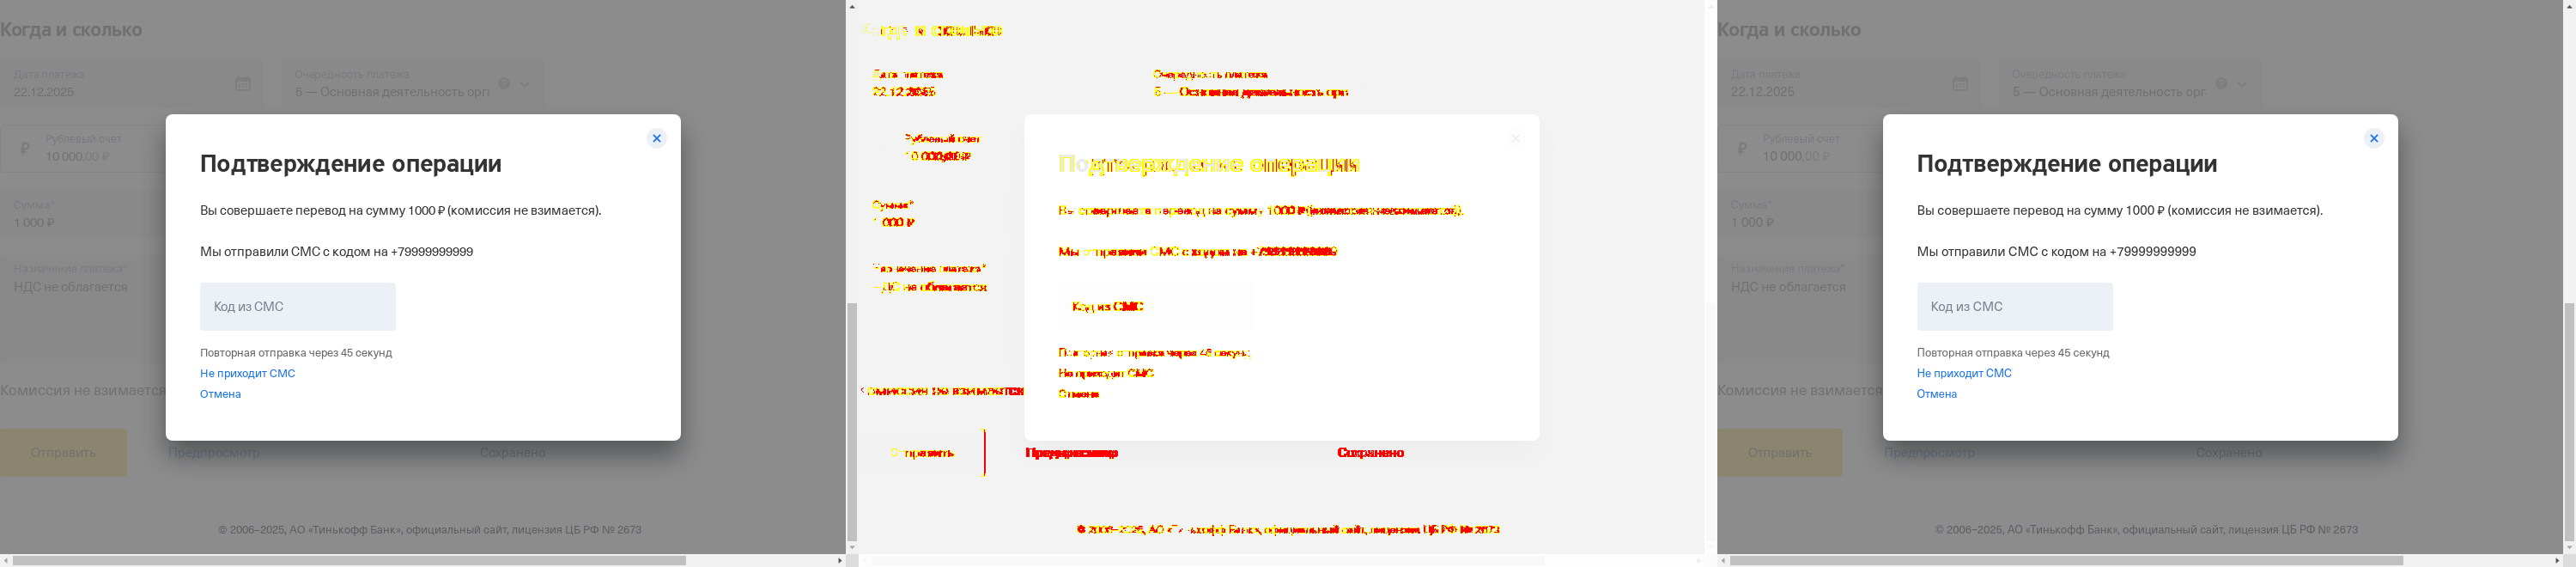 Когда и сколько
Дата платежа
22.12.2025
Очередность платежа
5 — Основная деятельность орг
Рублевый счет
10 000,00 ₽
Сумма*
1 000 ₽
Назначение платежа*
НДС не облагается
Комиссия не взимается
Отправить
Предпросмотр
Сохранено
Подтверждение операции
Вы совершаете перевод на сумму 1000 ₽ (комиссия не взимается).
Мы отправили СМС с кодом на +79999999999
Код из СМС
Повторная отправка через 45 секунд
Не приходит СМС
Отмена
© 2006–2025, АО «Тинькофф Банк», официальный сайт, лицензия ЦБ РФ № 2673
Когда и сколько
Дата платежа
22.12.2025
Очередность платежа
5 — Основная деятельность орг
Рублевый счет
10 000,00 ₽
Сумма*
1 000 ₽
Назначение платежа*
НДС не облагается
Комиссия не взимается
Отправить
Предпросмотр
Сохранено
Подтверждение операции
Вы совершаете перевод на сумму 1000 ₽ (комиссия не взимается).
Мы отправили СМС с кодом на +79999999999
Код из СМС
Повторная отправка через 45 секунд
Не приходит СМС
Отмена
© 2006–2025, АО «Тинькофф Банк», официальный сайт, лицензия ЦБ РФ № 2673
Когда и сколько
Дата платежа
22.12.2025
Очередность платежа
5 — Основная деятельность орг
Рублевый счет
10 000,00 ₽
Сумма*
1 000 ₽
Назначение платежа*
НДС не облагается
Комиссия не взимается
Отправить
Предпросмотр
Сохранено
Подтверждение операции
Вы совершаете перевод на сумму 1000 ₽ (комиссия не взимается).
Мы отправили СМС с кодом на +79999999999
Код из СМС
Повторная отправка через 45 секунд
Не приходит СМС
Отмена
© 2006–2025, АО «Тинькофф Банк», официальный сайт, лицензия ЦБ РФ № 2673